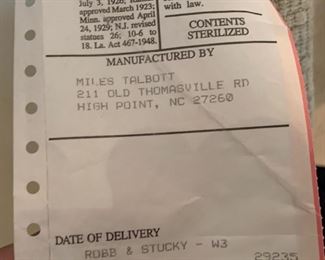 July 3, 1926;
approved March 1923;
Minn. approved April
24, 1929; N.J. revised
statues 26; 10-6 to
18. La. Act 467-1948.
with law.
CONTENTS
STERILIZED
MANUFACTURED BY
MILES TALBOTT
211 OLD THOMASVILLE RD
HIGH POINT, NC 27260
DATE OF DELIVERY
ROBB & STUCKY - W3
29235